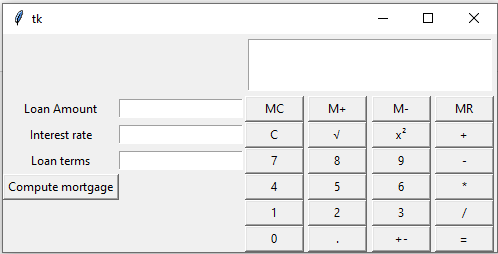 tk
Loan Amount MC M+ M- MR
Interest rate C √ x² +
Loan terms 7 8 9 -
Compute mortgage 4 5 6 *
1 2 3 /
0 . +- =